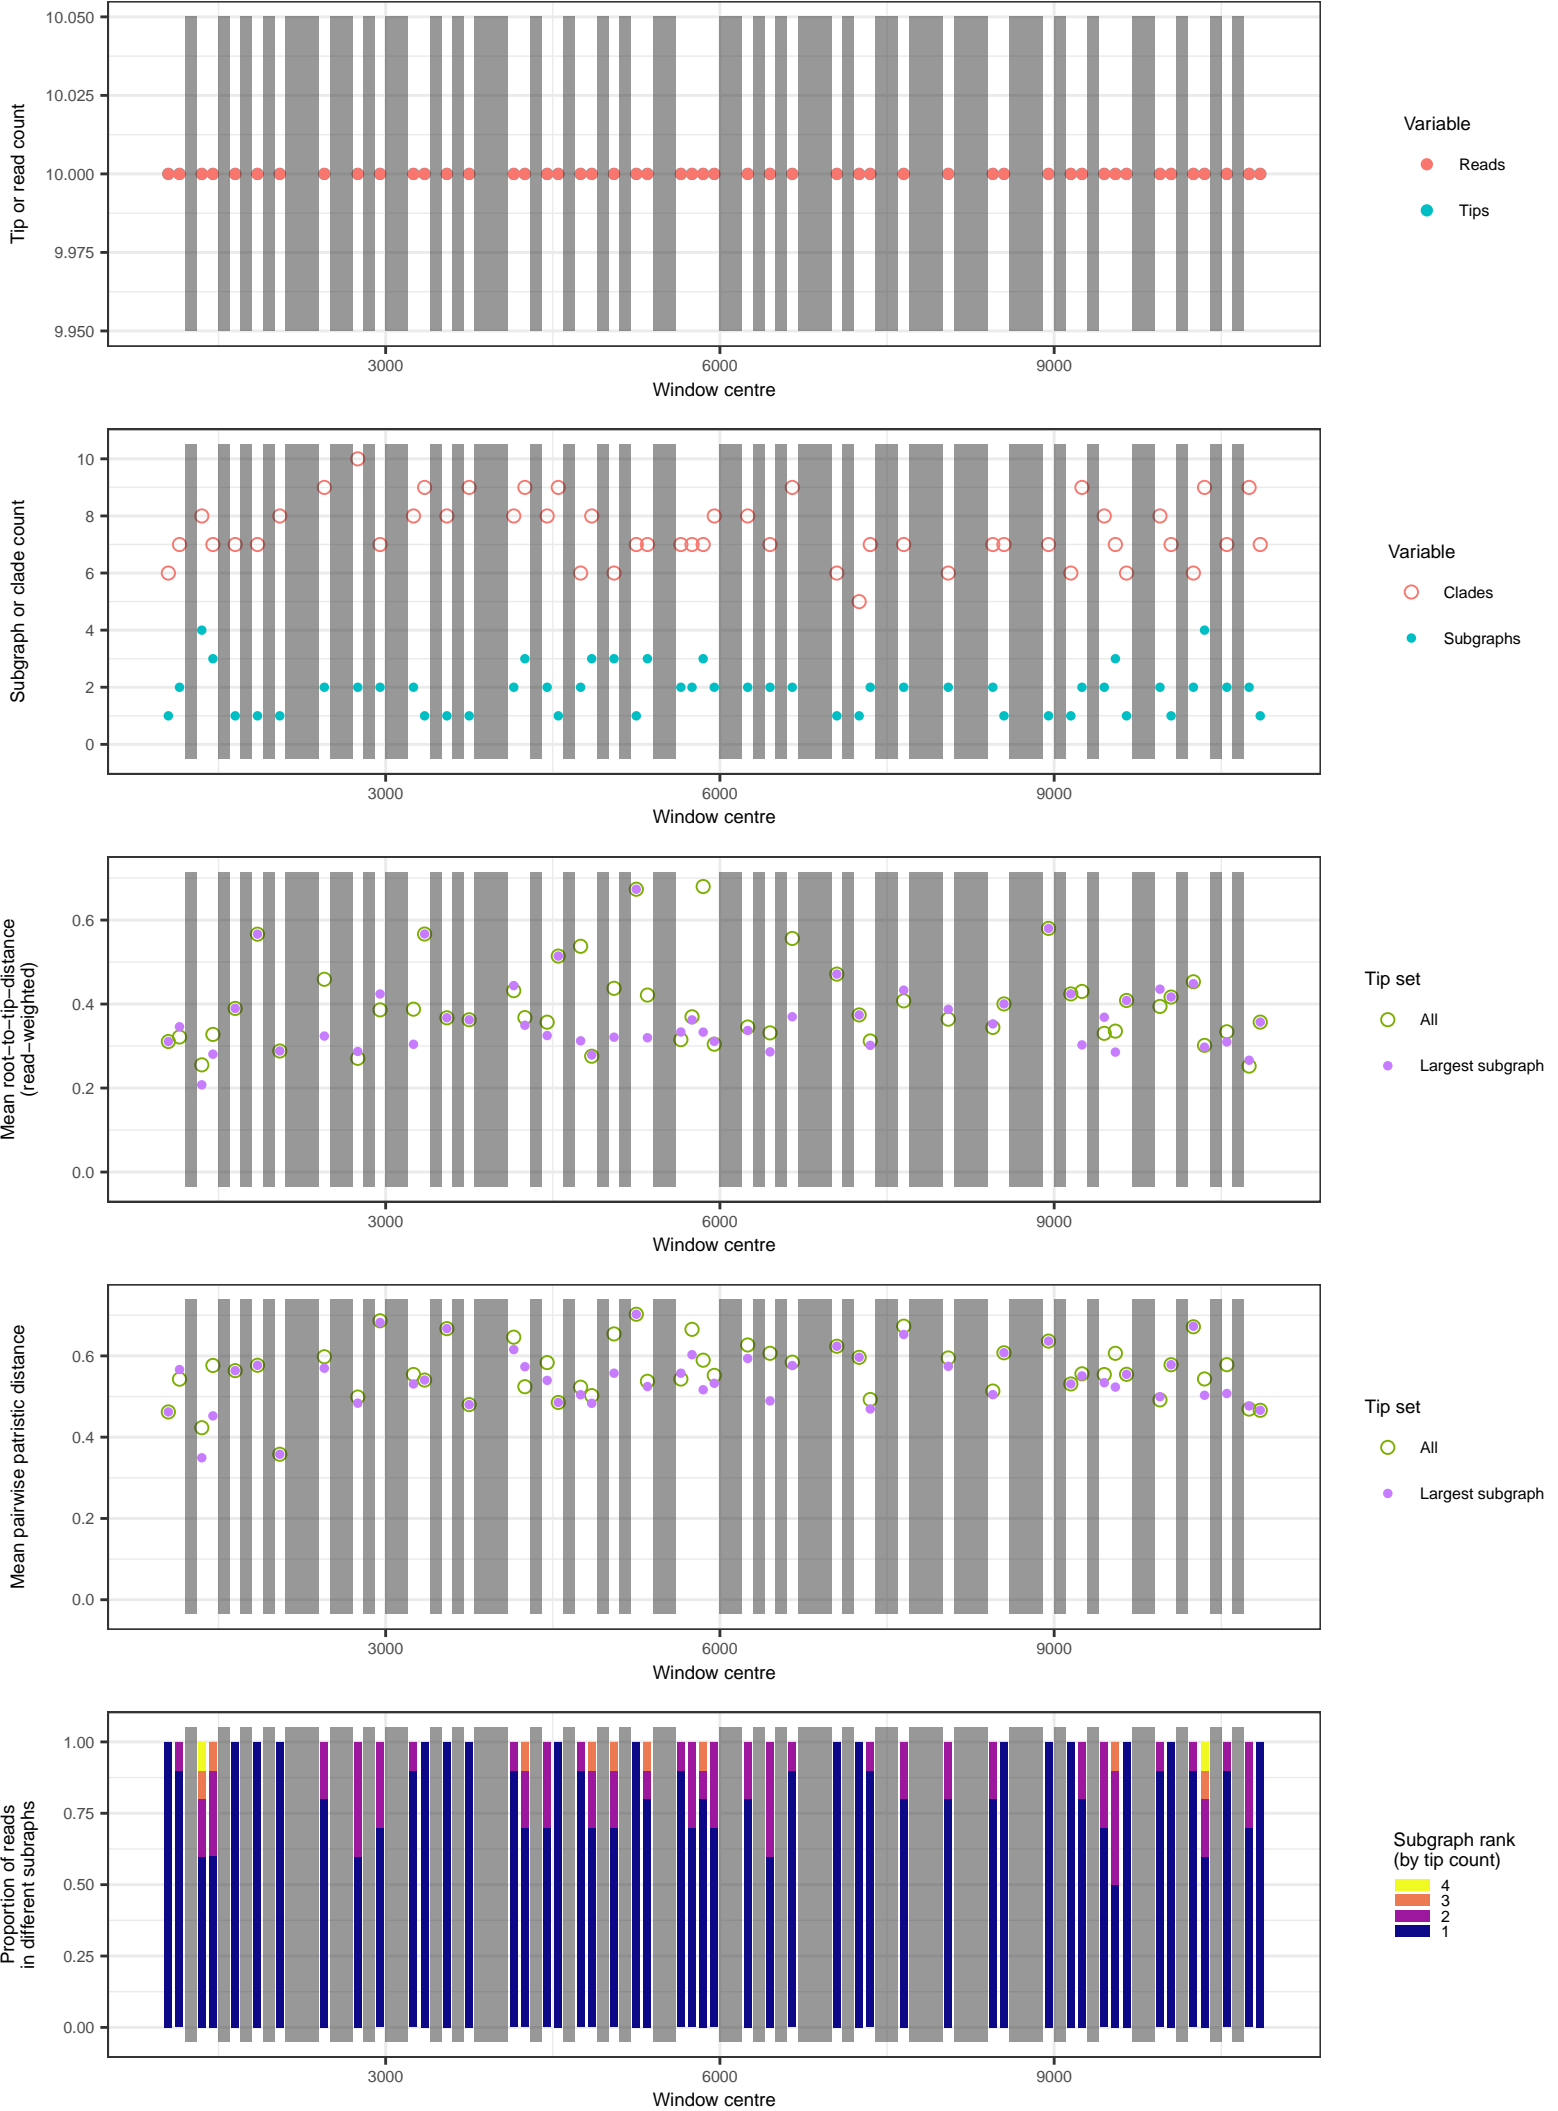 10.050
10.025
10.000
9.975
9.950
Tip or read count
3000
6000
9000
Window centre
Variable
Reads
Tips
10
8
6
4
2
0
Subgraph or clade count
3000
6000
9000
Window centre
Variable
Clades
Subgraphs
0.6
0.4
0.2
0.0
Mean root−to−tip−distance
(read−weighted)
3000
6000
9000
Window centre
Tip set
All
Largest subgraph
0.6
0.4
0.2
0.0
Mean pairwise patristic distance
3000
6000
9000
Window centre
Tip set
All
Largest subgraph
1.00
0.75
0.50
0.25
0.00
Proportion of reads
in different subraphs
3000
6000
9000
Window centre
Subgraph rank
(by tip count)
4
3
2
1